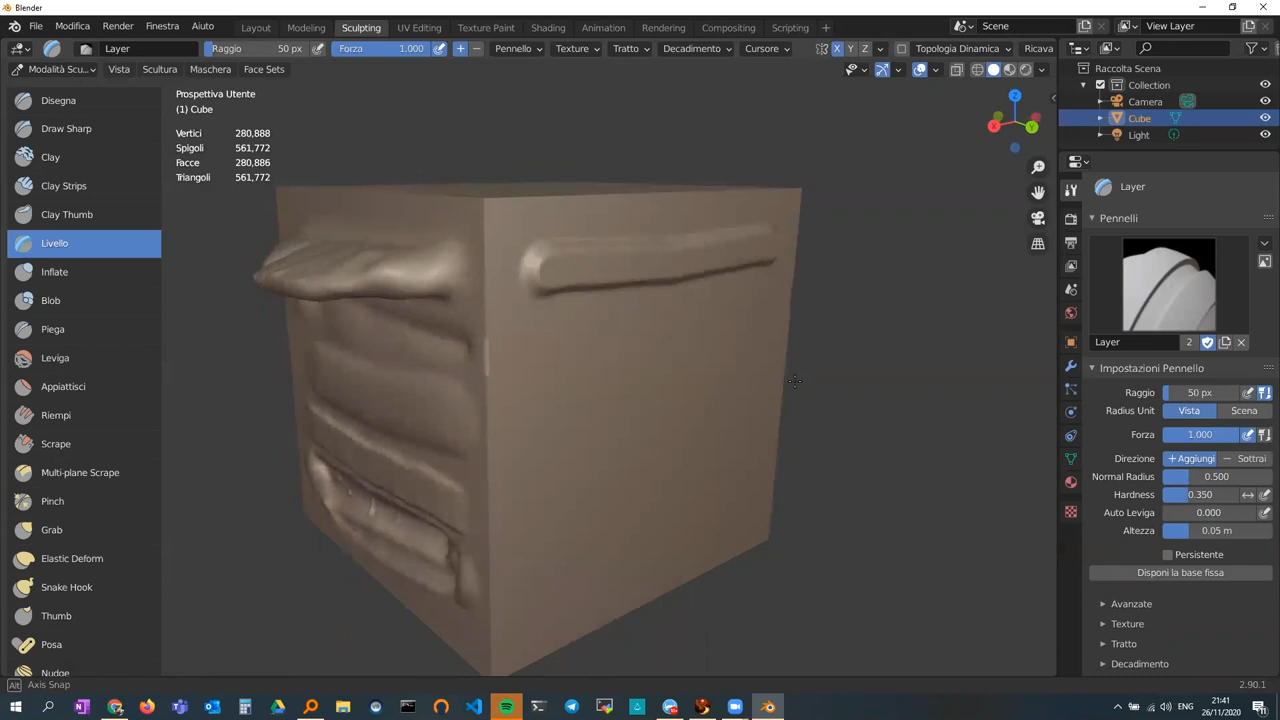 Blender
File Modifica Render Finestra Aiuto Layout Modeling Sculpting UV Editing Texture Paint Shading Animation Rendering Compositing Scripting + Scene View Layer
Layer Raggio 50 px Forza 1.000 Pennello Texture Tratto Decadimento Cursore X Y Z Topologia Dinamica Ricava
Modalità Scu... Vista Scultura Maschera Face Sets
Disegna
Draw Sharp
Clay
Clay Strips
Clay Thumb
Livello
Inflate
Blob
Piega
Leviga
Appiattisci
Riempi
Scrape
Multi-plane Scrape
Pinch
Grab
Elastic Deform
Snake Hook
Thumb
Posa
Nudge
Prospettiva Utente
(1) Cube
Vertici 280,888
Spigoli 561,772
Facce 280,886
Triangoli 561,772
Z
X
Y
Raccolta Scena
Collection
Camera
Cube
Light
Layer
Pennelli
Layer 2
Impostazioni Pennello
Raggio 50 px
Radius Unit Vista Scena
Forza 1.000
Direzione + Aggiungi − Sottrai
Normal Radius 0.500
Hardness 0.350
Auto Leviga 0.000
Altezza 0.05 m
Persistente
Disponi la base fissa
Avanzate
Texture
Tratto
Decadimento
Alt Axis Snap 2.90.1
21:41
26/11/2020